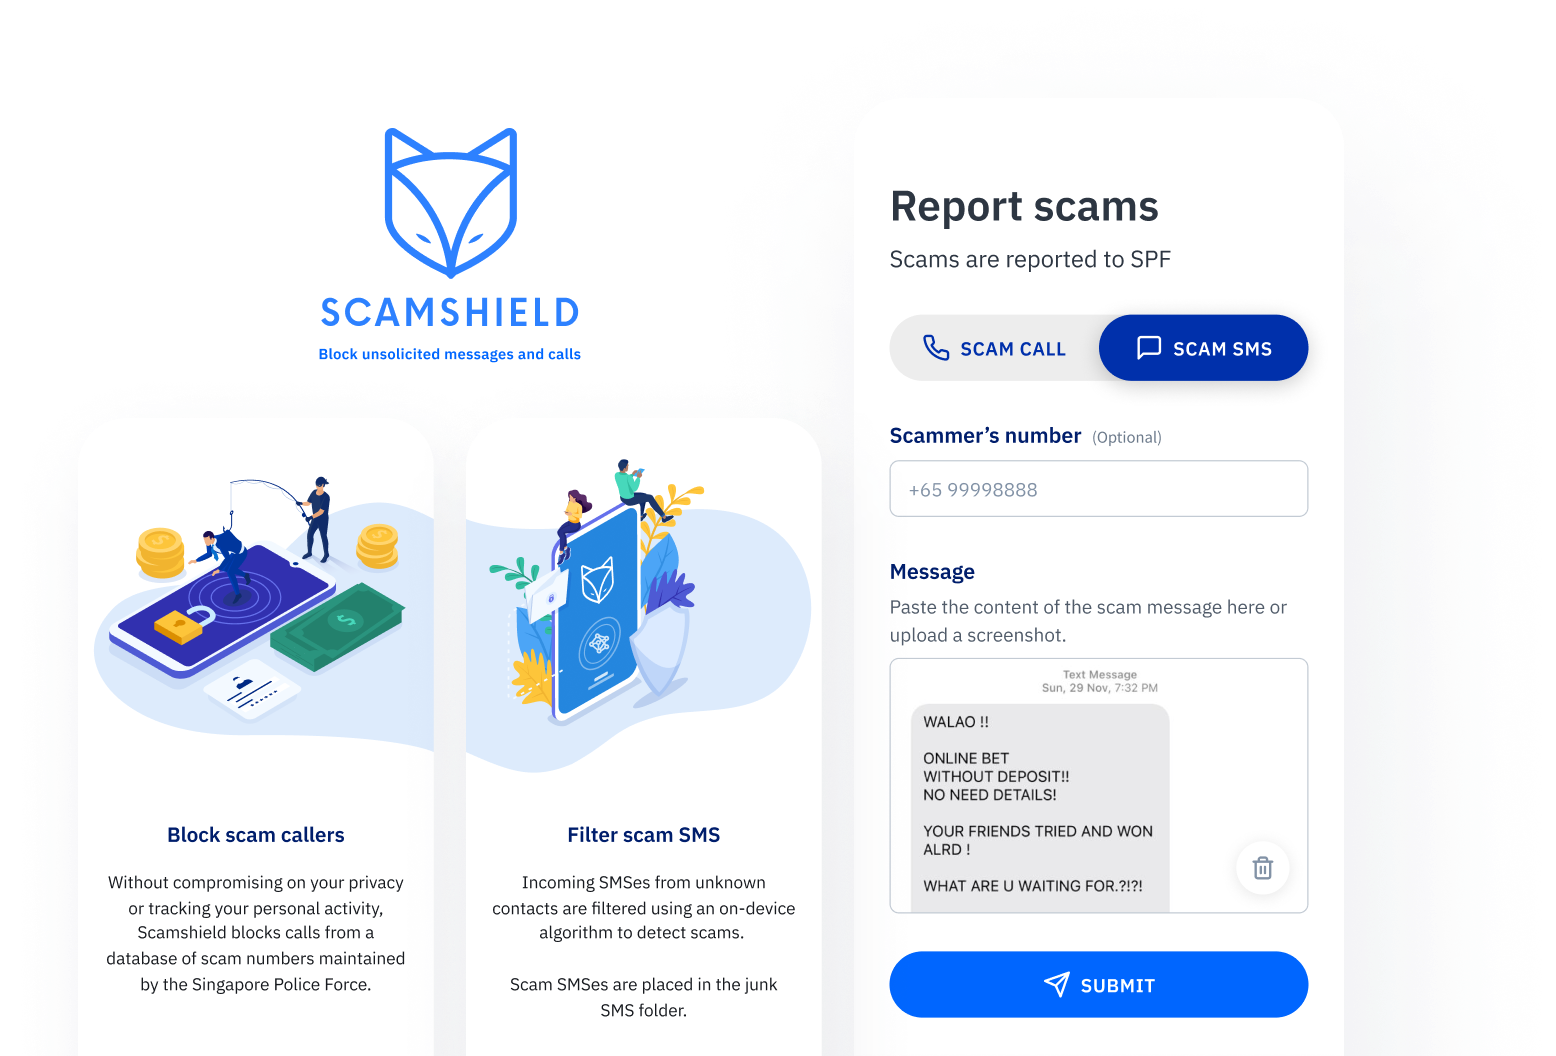 SCAMSHIELD
Block unsolicited messages and calls
Block scam callers
Without compromising on your privacy
or tracking your personal activity,
Scamshield blocks calls from a
database of scam numbers maintained
by the Singapore Police Force.
Filter scam SMS
Incoming SMSes from unknown
contacts are filtered using an on-device
algorithm to detect scams.
Scam SMSes are placed in the junk
SMS folder.
Report scams
Scams are reported to SPF
SCAM CALL
SCAM SMS
Scammer’s number (Optional)
+65 99998888
Message
Paste the content of the scam message here or
upload a screenshot.
Text Message
Sun, 29 Nov, 7:32 PM
WALAO !!
ONLINE BET
WITHOUT DEPOSIT!!
NO NEED DETAILS!
YOUR FRIENDS TRIED AND WON
ALRD !
WHAT ARE U WAITING FOR.?!?!
SUBMIT